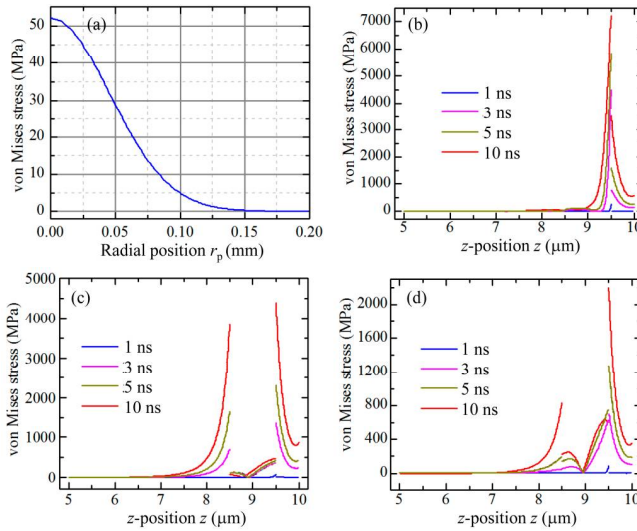 (a)
von Mises stress (MPa)
50
40
30
20
10
0
0.00 0.05 0.10 0.15 0.20
Radial position rp (mm)
(b)
von Mises stress (MPa)
7000
6000
5000
4000
3000
2000
1000
0
1 ns
3 ns
5 ns
10 ns
5 6 7 8 9 10
z-position z (μm)
(c)
von Mises stress (MPa)
5000
4000
3000
2000
1000
0
1 ns
3 ns
5 ns
10 ns
5 6 7 8 9 10
z-position z (μm)
(d)
von Mises stress (MPa)
2000
1600
1200
800
400
0
1 ns
3 ns
5 ns
10 ns
5 6 7 8 9 10
z-position z (μm)